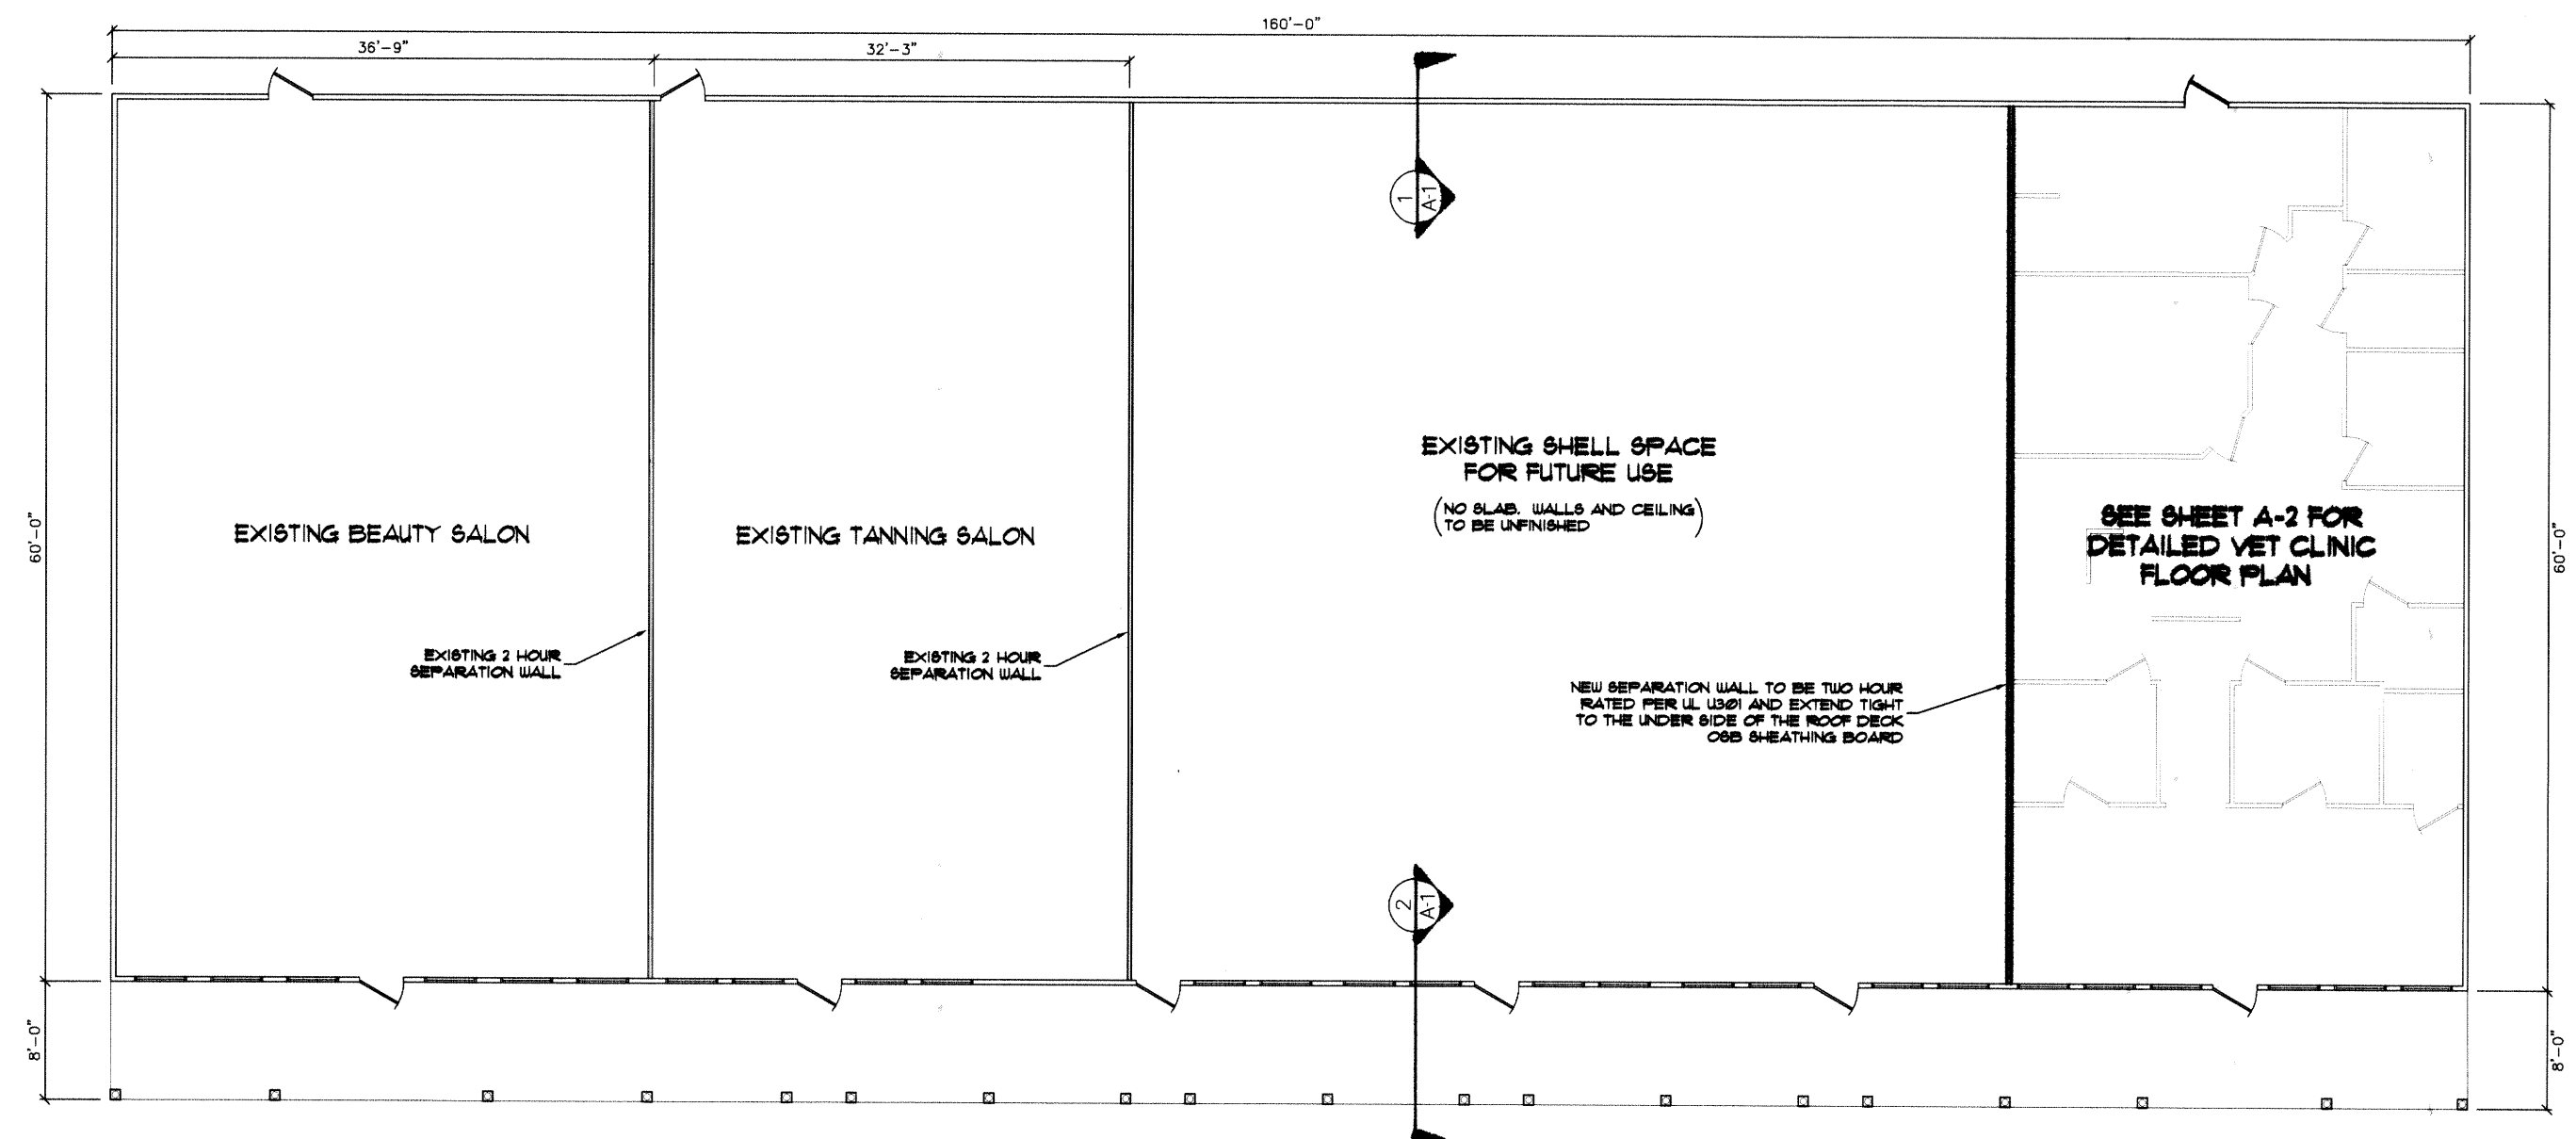 160'-0"
36'-9"
32'-3"
1
A-1
EXISTING SHELL SPACE
FOR FUTURE USE
(NO SLAB. WALLS AND CEILING
TO BE UNFINISHED)
60'-0"
EXISTING BEAUTY SALON
EXISTING TANNING SALON
SEE SHEET A-2 FOR
DETAILED VET CLINIC
FLOOR PLAN
60'-0"
EXISTING 2 HOUR
SEPARATION WALL
EXISTING 2 HOUR
SEPARATION WALL
NEW SEPARATION WALL TO BE TWO HOUR
RATED PER UL U301 AND EXTEND TIGHT
TO THE UNDER SIDE OF THE ROOF DECK
OSB SHEATHING BOARD
2
A-1
8'-0"
8'-0"